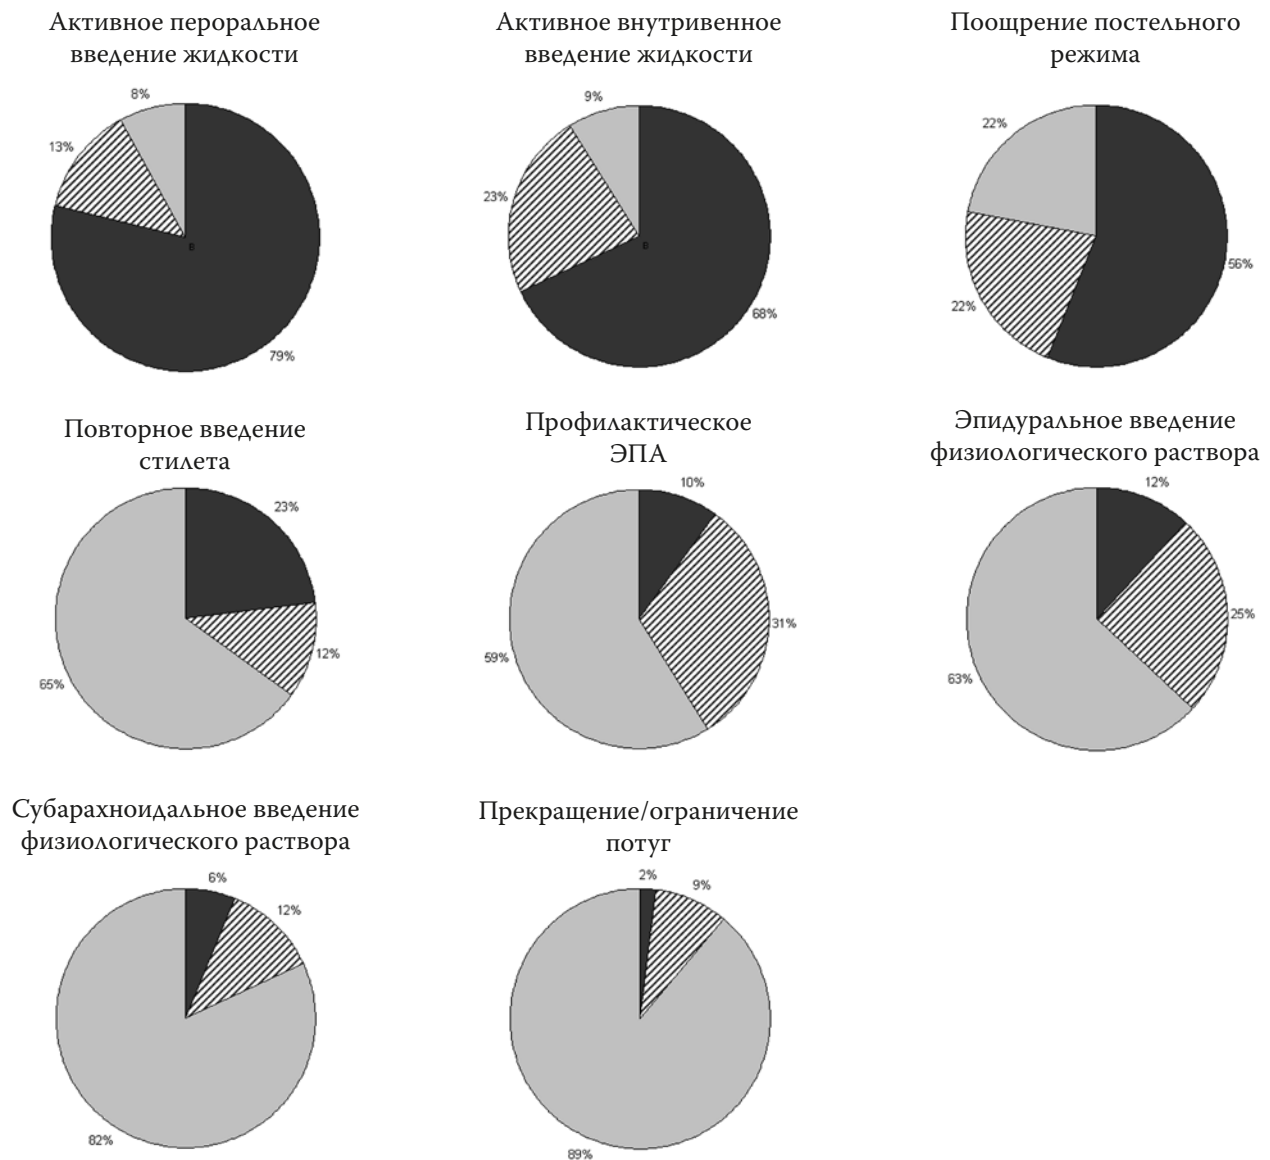 Активное пероральное
введение жидкости
8%
13%
B
79%
Активное внутривенное
введение жидкости
9%
23%
B
68%
Поощрение постельного
режима
22%
22%
56%
Повторное введение
стилета
23%
12%
65%
Профилактическое
ЭПА
10%
31%
59%
Эпидуральное введение
физиологического раствора
12%
25%
63%
Субарахноидальное введение
физиологического раствора
6%
12%
82%
Прекращение/ограничение
потуг
2%
9%
89%